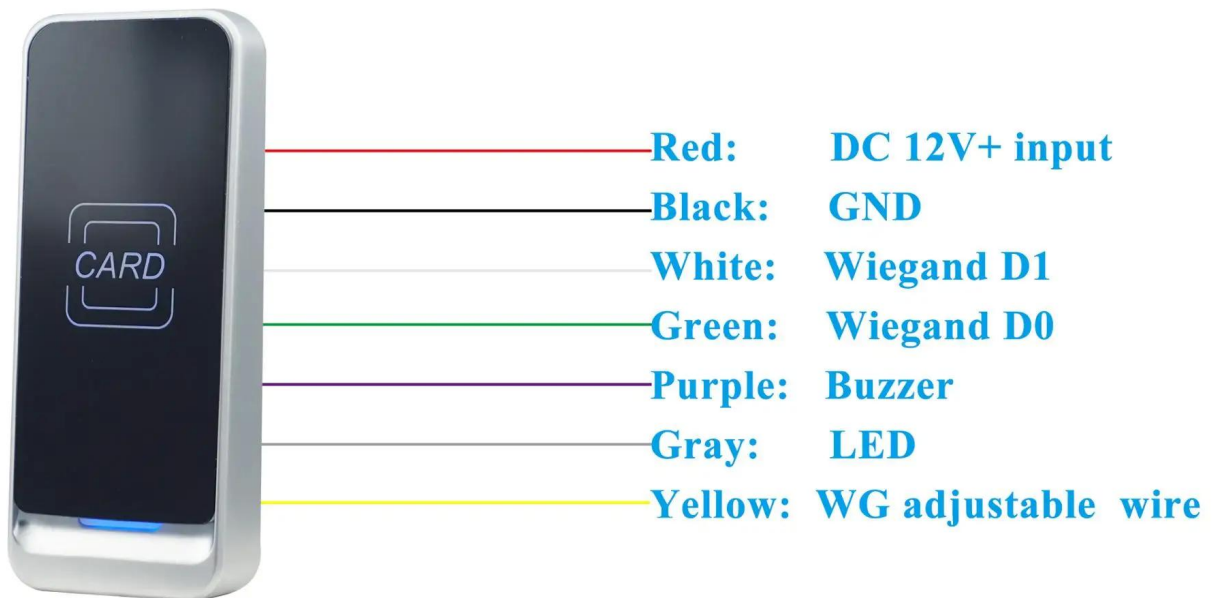 CARD
Red: DC 12V+ input
Black: GND
White: Wiegand D1
Green: Wiegand D0
Purple: Buzzer
Gray: LED
Yellow: WG adjustable wire